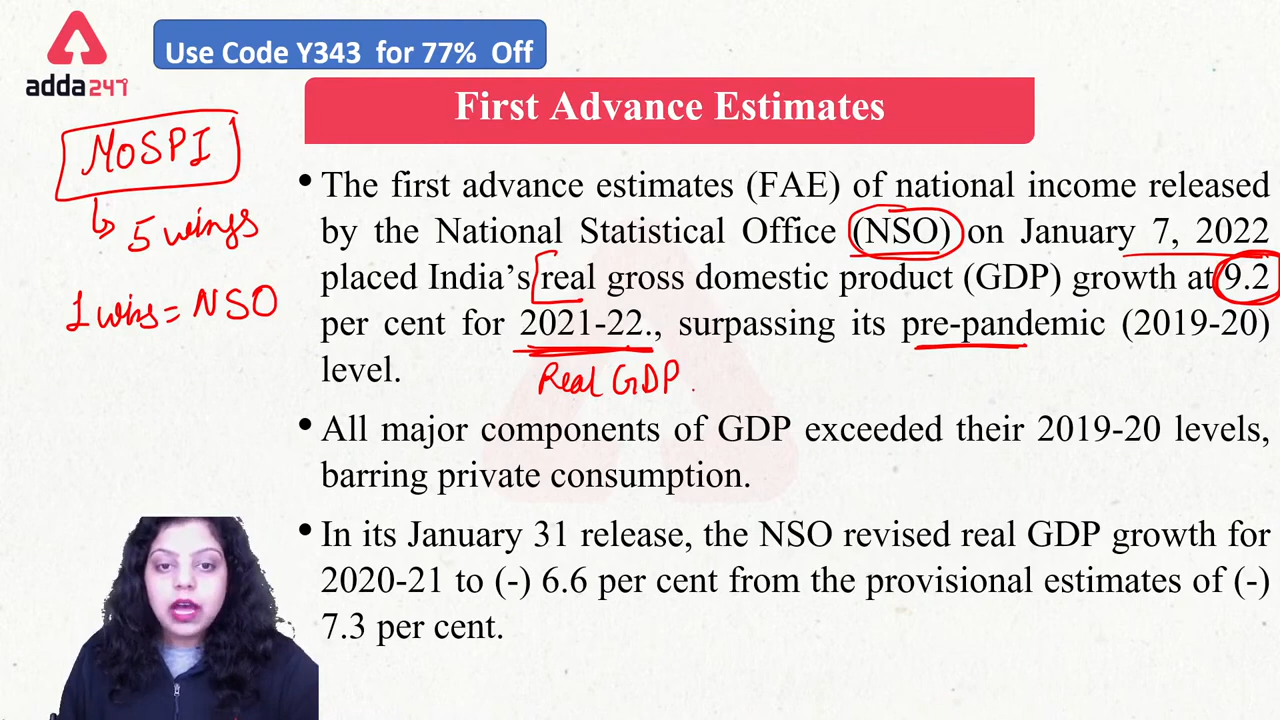 adda247
Use Code Y343 for 77% Off
First Advance Estimates
MoSPI
5 wings
1 wing = NSO
• The first advance estimates (FAE) of national income released
by the National Statistical Office (NSO) on January 7, 2022
placed India's real gross domestic product (GDP) growth at 9.2
per cent for 2021-22., surpassing its pre-pandemic (2019-20)
level.
Real GDP
• All major components of GDP exceeded their 2019-20 levels,
barring private consumption.
• In its January 31 release, the NSO revised real GDP growth for
2020-21 to (-) 6.6 per cent from the provisional estimates of (-)
7.3 per cent.